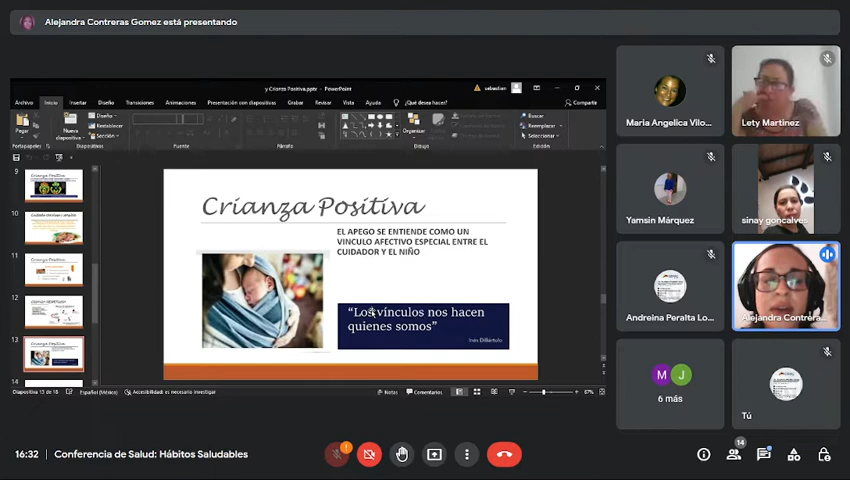 Alejandra Contreras Gomez está presentando
y Crianza Positiva.pptx - PowerPoint
sebastian
Archivo Inicio Insertar Diseño Transiciones Animaciones Presentación con diapositivas Grabar Revisar Vista Ayuda ¿Qué desea hacer? Compartir
Pegar
Nueva diapositiva
Diseño
Restablecer
Sección
Organizar
Buscar
Reemplazar
Seleccionar
Portapapeles Diapositivas Fuente Párrafo Dibujo Edición
9
10
11
12
13
14
Crianza Positiva
EL APEGO SE ENTIENDE COMO UN
VINCULO AFECTIVO ESPECIAL ENTRE EL
CUIDADOR Y EL NIÑO
“Los vínculos nos hacen
quienes somos”
Diapositiva 13 de 18 Español (México) Accesibilidad: es necesario investigar Notas Comentarios 67%
Maria Angelica Vilo...
Lety Martinez
Yamsin Márquez
sinay goncalves
Andreina Peralta Lo...
Alejandra Contrera...
M J
6 más
Tú
16:32 Conferencia de Salud: Hábitos Saludables
14